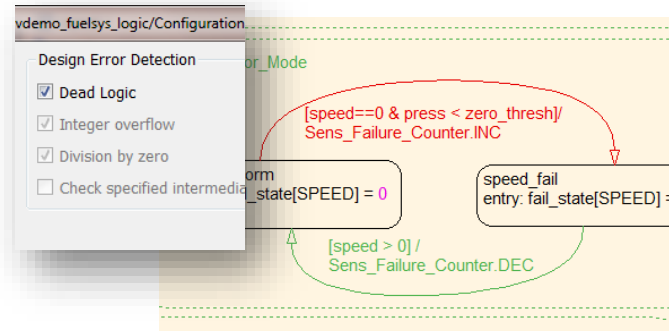 vdemo_fuelsys_logic/Configuration
Design Error Detection
Dead Logic
Integer overflow
Division by zero
Check specified intermedia
or_Mode
[speed==0 & press < zero_thresh]/
Sens_Failure_Counter.INC
orm
_state[SPEED] = 0
speed_fail
entry: fail_state[SPEED] =
[speed > 0] /
Sens_Failure_Counter.DEC